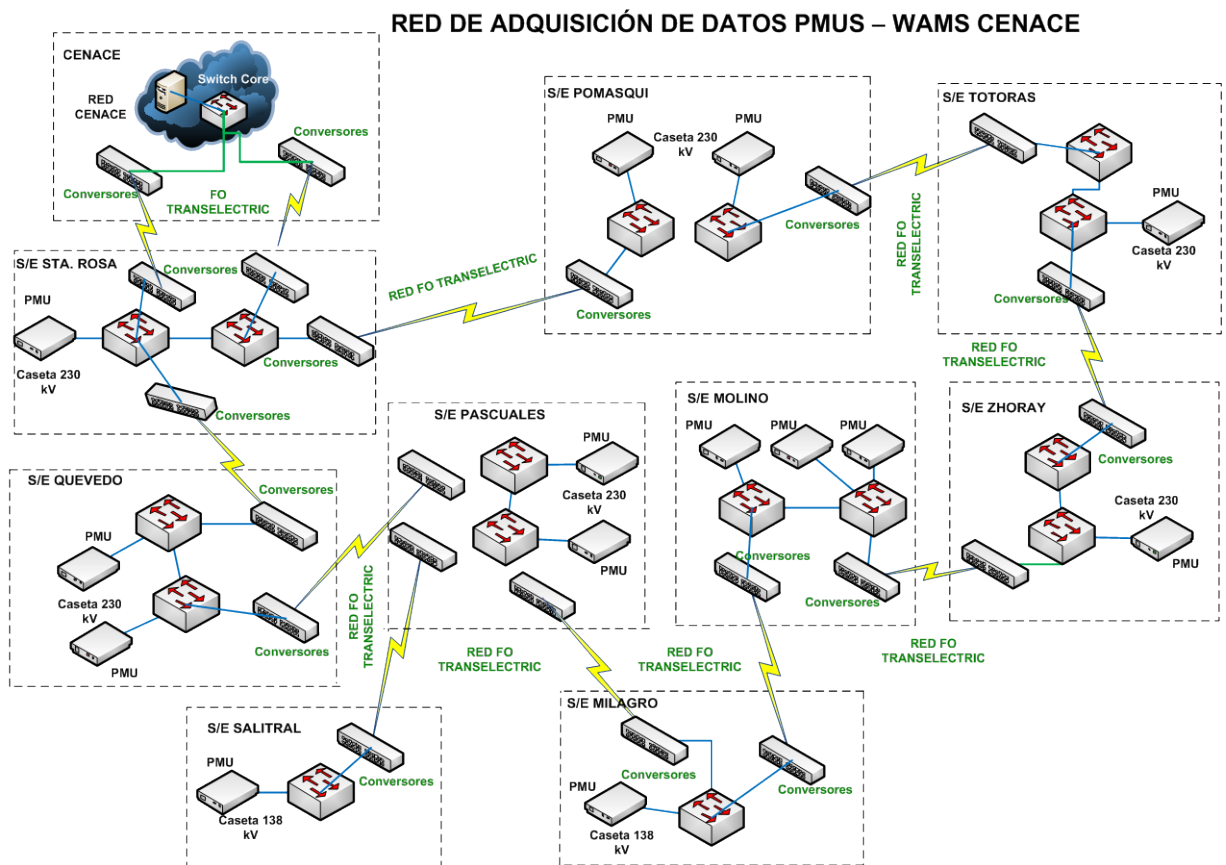 RED DE ADQUISICIÓN DE DATOS PMUS – WAMS CENACE
CENACE
Switch Core
RED
CENACE
Conversores
Conversores
FO
TRANSELECTRIC
S/E STA. ROSA
Conversores
PMU
Caseta 230
kV
Conversores
Conversores
RED FO TRANSELECTRIC
S/E POMASQUI
PMU
Caseta 230
kV
PMU
Conversores
Conversores
RED FO
TRANSELECTRIC
S/E TOTORAS
PMU
Caseta 230
kV
Conversores
RED FO
TRANSELECTRIC
S/E ZHORAY
Conversores
Caseta 230
kV
PMU
Conversores
S/E MOLINO
PMU
PMU
PMU
Conversores
Conversores
RED FO
TRANSELECTRIC
S/E PASCUALES
PMU
Caseta 230
kV
PMU
S/E QUEVEDO
Conversores
PMU
Caseta 230
kV
PMU
Conversores
RED FO
TRANSELECTRIC
RED FO
TRANSELECTRIC
RED FO
TRANSELECTRIC
S/E SALITRAL
PMU
Caseta 138
kV
Conversores
S/E MILAGRO
Conversores
Conversores
PMU
Caseta 138
kV